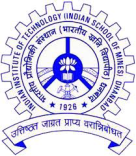 INDIAN INSTITUTE OF TECHNOLOGY (INDIAN SCHOOL OF MINES), DHANBAD
भारतीय प्रौद्योगिकी संस्थान (भारतीय खनि विद्यापीठ), धनबाद
* 1926 *
उत्तिष्ठत जाग्रत प्राप्य वरान्निबोधत